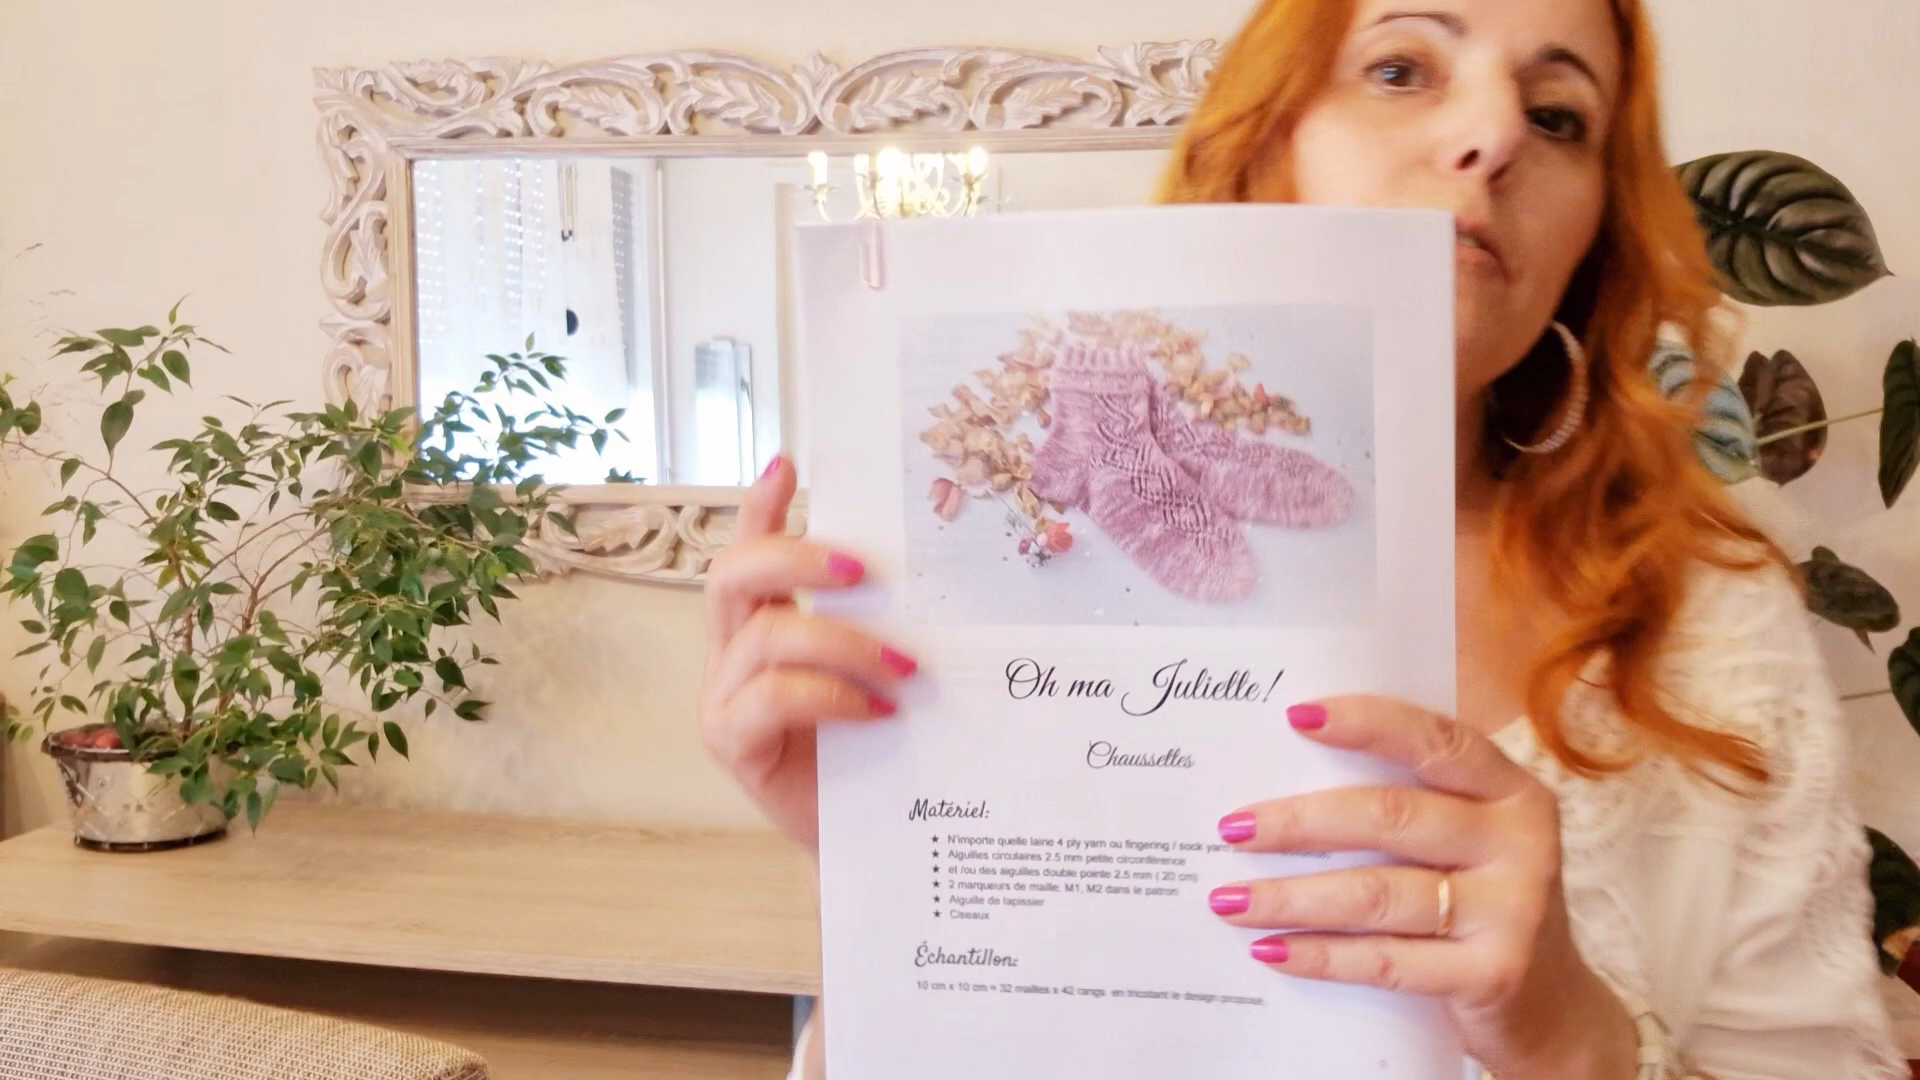 Oh ma Juliette!
Chaussettes
Matériel:
★ N'importe quelle laine 4 ply yarn ou fingering / sock yarn
★ Aiguilles circulaires 2.5 mm petite circonférence
★ et /ou des aiguilles double pointe 2.5 mm ( 20 cm)
★ 2 marqueurs de maille: M1, M2 dans le patron
★ Aiguille de tapissier
★ Ciseaux
Échantillon:
10 cm x 10 cm = 32 mailles x 42 rangs en tricotant le design proposé.